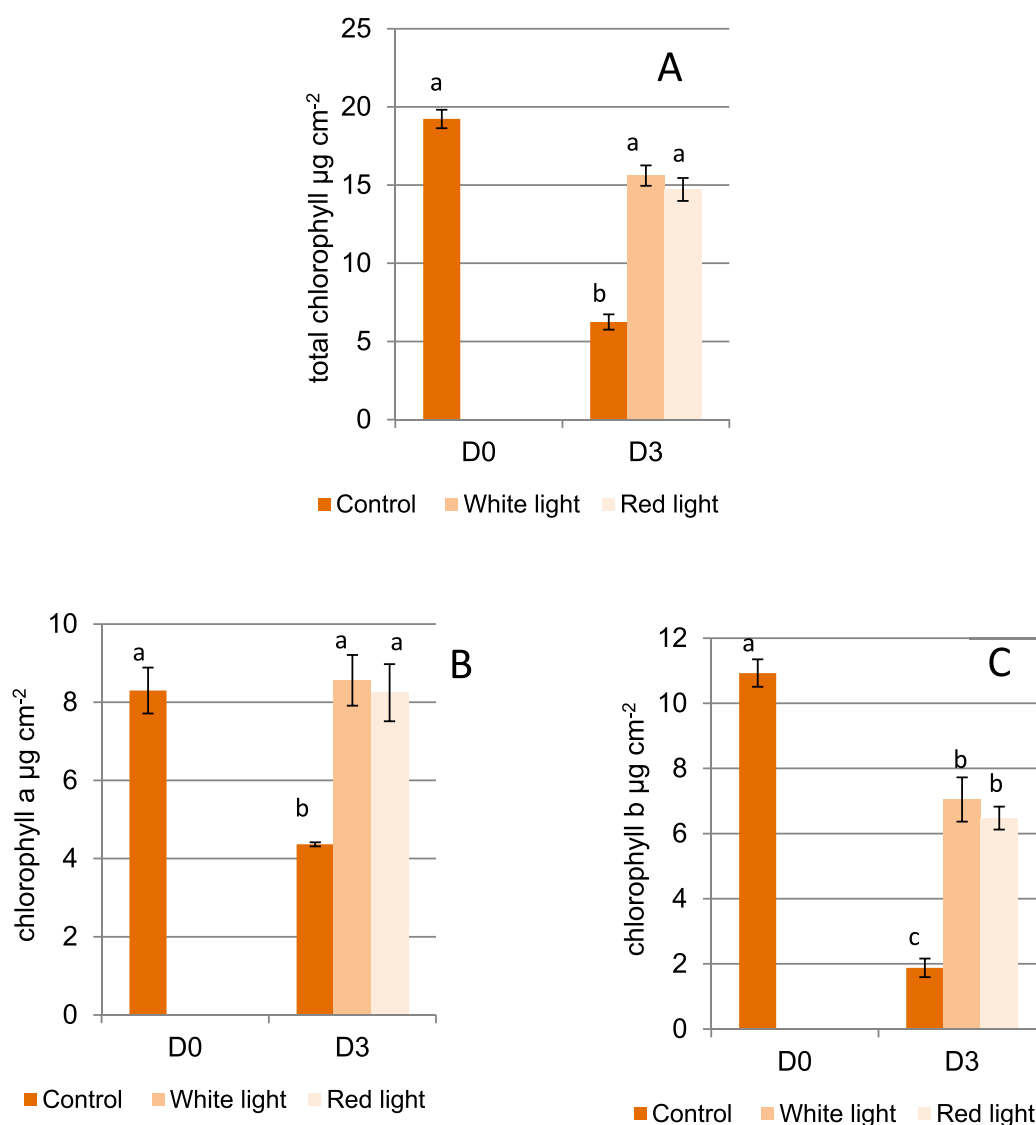 25
A
a
20
a
a
15
10
b
5
0
total chlorophyll µg cm-2
D0 D3
Control White light Red light
10
a
a
a
B
8
6
b
4
2
0
chlorophyll a µg cm-2
D0 D3
Control White light Red light
12
a
C
10
8
b
b
6
4
c
2
0
chlorophyll b µg cm-2
D0 D3
Control White light Red light